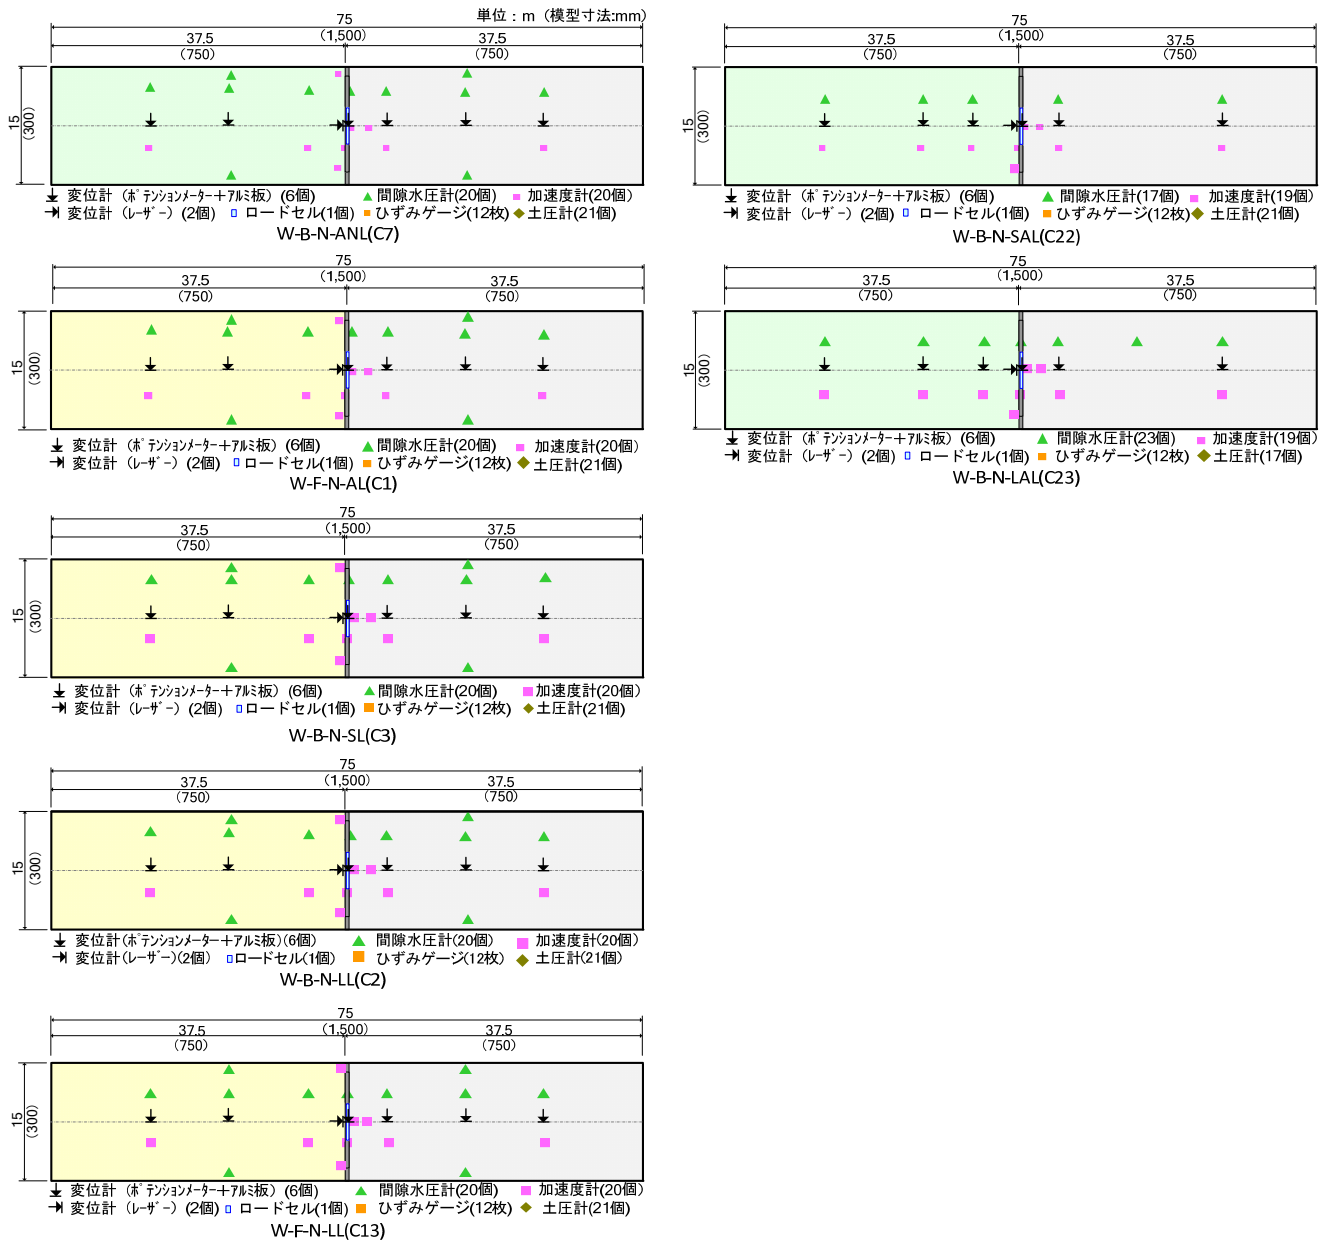 単位：m（模型寸法:mm）
75
(1,500)
37.5
(750)
37.5
(750)
15
(300)
変位計（ﾎﾟﾃﾝｼｮﾝﾒｰﾀｰ＋ｱﾙﾐ板）(6個) 間隙水圧計(20個) 加速度計(20個)
変位計（ﾚｰｻﾞｰ）(2個) ロードセル(1個) ひずみゲージ(12枚) 土圧計(21個)
W-B-N-ANL(C7)
75
(1,500)
37.5
(750)
37.5
(750)
15
(300)
変位計（ﾎﾟﾃﾝｼｮﾝﾒｰﾀｰ＋ｱﾙﾐ板）(6個) 間隙水圧計(17個) 加速度計(19個)
変位計（ﾚｰｻﾞｰ）(2個) ロードセル(1個) ひずみゲージ(12枚) 土圧計(21個)
W-B-N-SAL(C22)
75
(1,500)
37.5
(750)
37.5
(750)
15
(300)
変位計（ﾎﾟﾃﾝｼｮﾝﾒｰﾀｰ＋ｱﾙﾐ板）(6個) 間隙水圧計(20個) 加速度計(20個)
変位計（ﾚｰｻﾞｰ）(2個) ロードセル(1個) ひずみゲージ(12枚) 土圧計(21個)
W-F-N-AL(C1)
75
(1,500)
37.5
(750)
37.5
(750)
15
(300)
変位計（ﾎﾟﾃﾝｼｮﾝﾒｰﾀｰ＋ｱﾙﾐ板）(6個) 間隙水圧計(23個) 加速度計(19個)
変位計（ﾚｰｻﾞｰ）(2個) ロードセル(1個) ひずみゲージ(12枚) 土圧計(17個)
W-B-N-LAL(C23)
75
(1,500)
37.5
(750)
37.5
(750)
15
(300)
変位計（ﾎﾟﾃﾝｼｮﾝﾒｰﾀｰ＋ｱﾙﾐ板）(6個) 間隙水圧計(20個) 加速度計(20個)
変位計（ﾚｰｻﾞｰ）(2個) ロードセル(1個) ひずみゲージ(12枚) 土圧計(21個)
W-B-N-SL(C3)
75
(1,500)
37.5
(750)
37.5
(750)
15
(300)
変位計(ﾎﾟﾃﾝｼｮﾝﾒｰﾀｰ＋ｱﾙﾐ板)(6個) 間隙水圧計(20個) 加速度計(20個)
変位計(ﾚｰｻﾞｰ)(2個) ロードセル(1個) ひずみゲージ(12枚) 土圧計(21個)
W-B-N-LL(C2)
75
(1,500)
37.5
(750)
37.5
(750)
15
(300)
変位計（ﾎﾟﾃﾝｼｮﾝﾒｰﾀｰ＋ｱﾙﾐ板）(6個) 間隙水圧計(20個) 加速度計(20個)
変位計（ﾚｰｻﾞｰ）(2個) ロードセル(1個) ひずみゲージ(12枚) 土圧計(21個)
W-F-N-LL(C13)